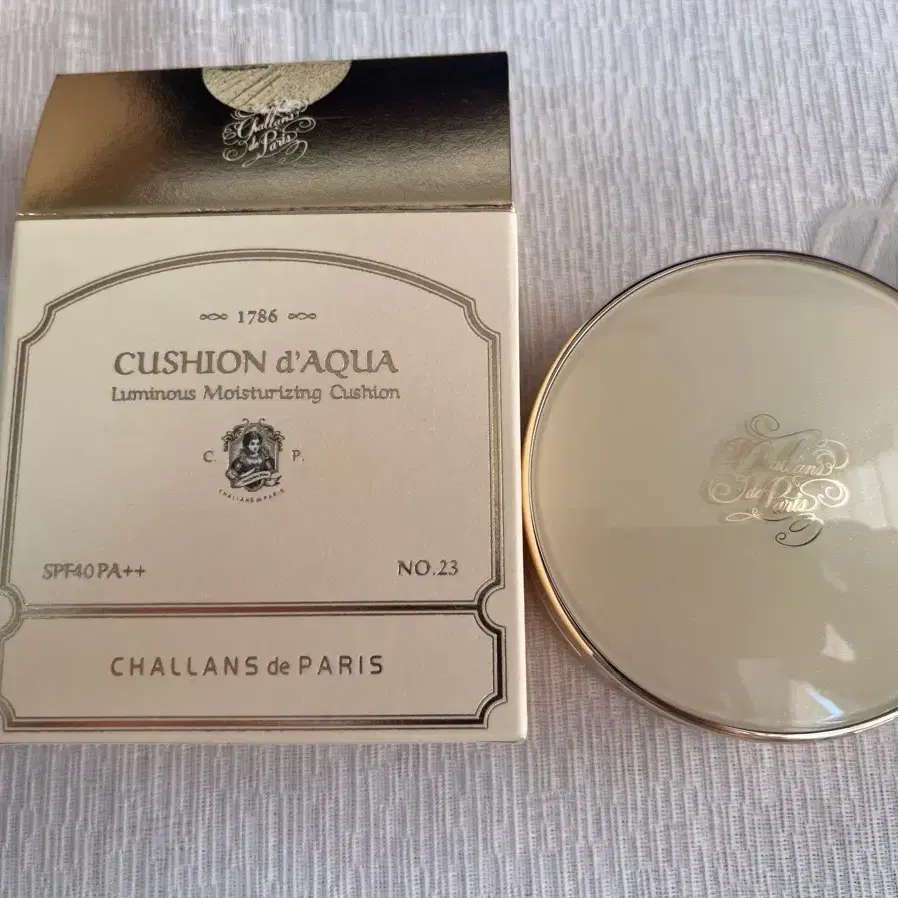 Challans
de Paris
1786
CUSHION d'AQUA
Luminous Moisturizing Cushion
C. P.
CHALLANS de PARIS
SPF40 PA++
NO.23
CHALLANS de PARIS
Challans
de Paris